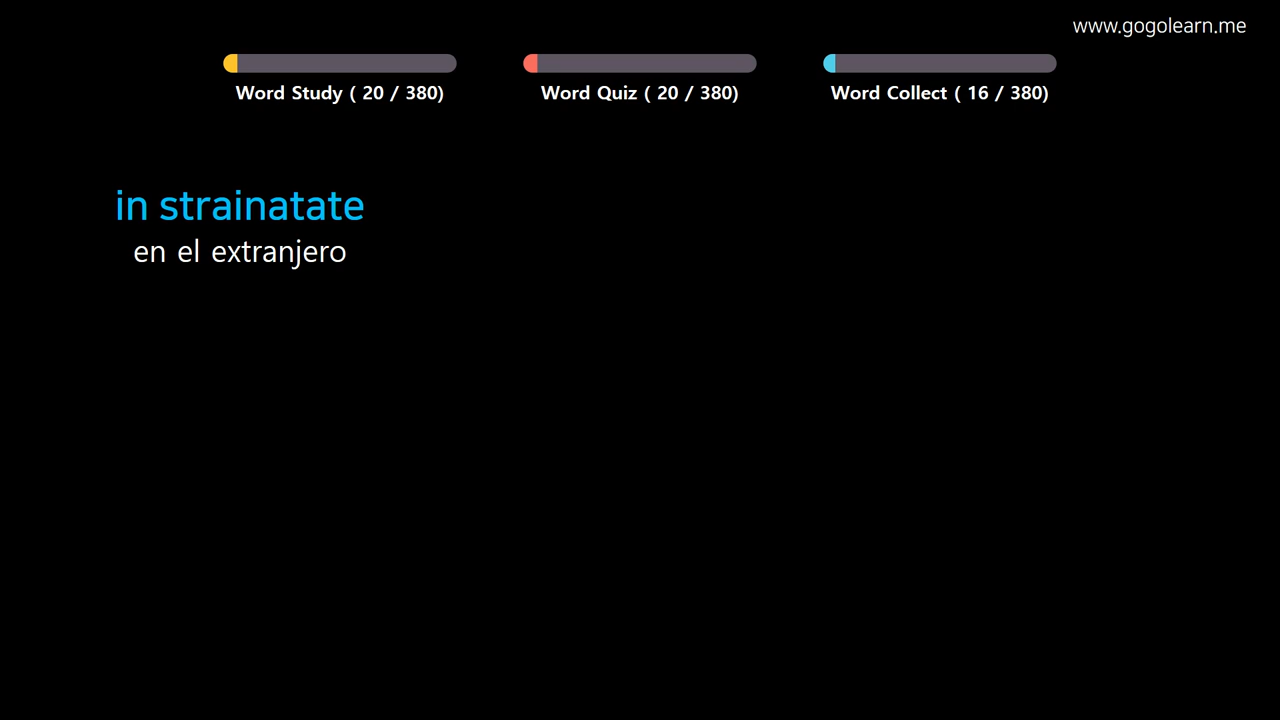 www.gogolearn.me
Word Study ( 20 / 380)
Word Quiz ( 20 / 380)
Word Collect ( 16 / 380)
in strainatate
en el extranjero